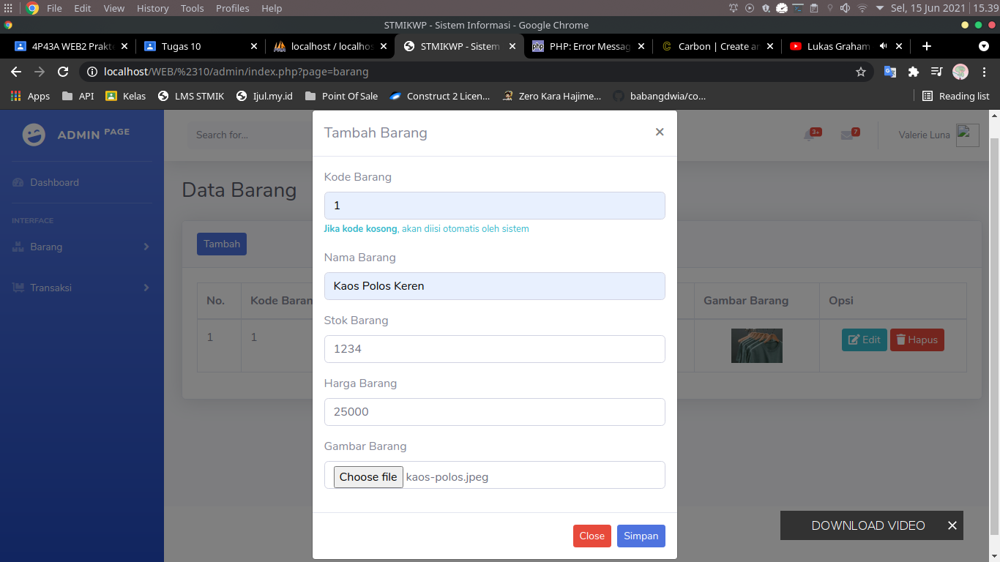 File Edit View History Tools Profiles Help Sel, 15 Jun 2021 15.39
STMIKWP - Sistem Informasi - Google Chrome
4P43A WEB2 Prakt Tugas 10 localhost / localhos STMIKWP - Sistem PHP: Error Messag Carbon | Create an Lukas Graham
localhost/WEB/%2310/admin/index.php?page=barang
Apps API Kelas LMS STMIK Ijul.my.id Point Of Sale Construct 2 Licen... Zero Kara Hajime... babangdwia/co... Reading list
ADMIN PAGE
Dashboard
INTERFACE
Barang
Transaksi
Search for...
3+ 7 Valerie Luna
Data Barang
Tambah
No. Kode Baran Gambar Barang Opsi
1 1 Edit Hapus
Tambah Barang ×
Kode Barang
1
Jika kode kosong, akan diisi otomatis oleh sistem
Nama Barang
Kaos Polos Keren
Stok Barang
1234
Harga Barang
25000
Gambar Barang
Choose file kaos-polos.jpeg
Close Simpan
DOWNLOAD VIDEO